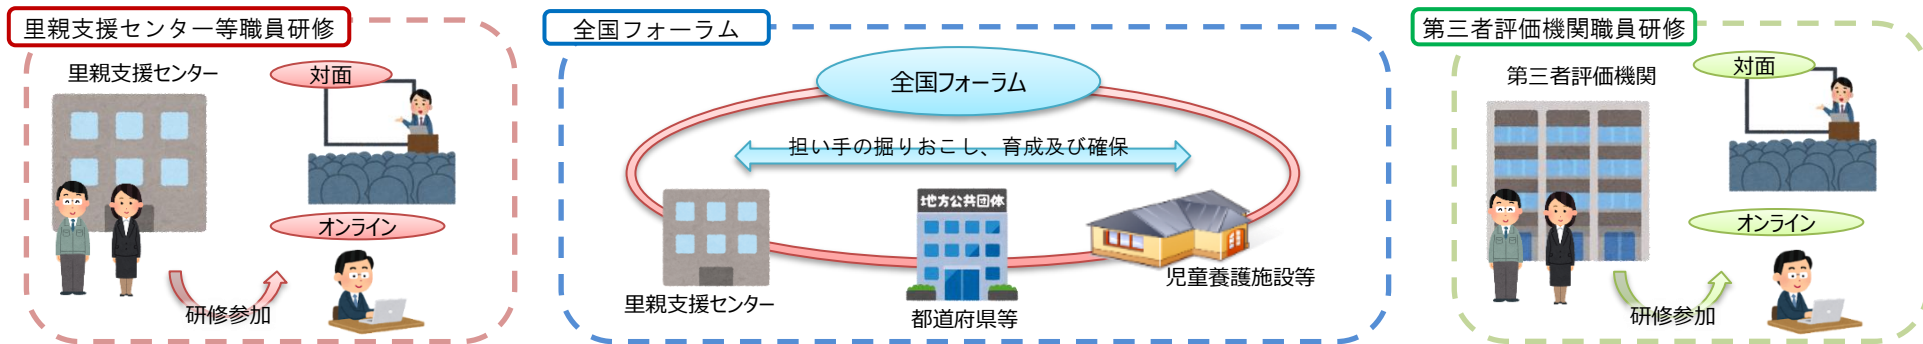 里親支援センター等職員研修
里親支援センター
対面
オンライン
研修参加
全国フォーラム
全国フォーラム
担い手の掘りおこし、育成及び確保
地方公共団体
里親支援センター
都道府県等
児童養護施設等
第三者評価機関職員研修
第三者評価機関
対面
オンライン
研修参加